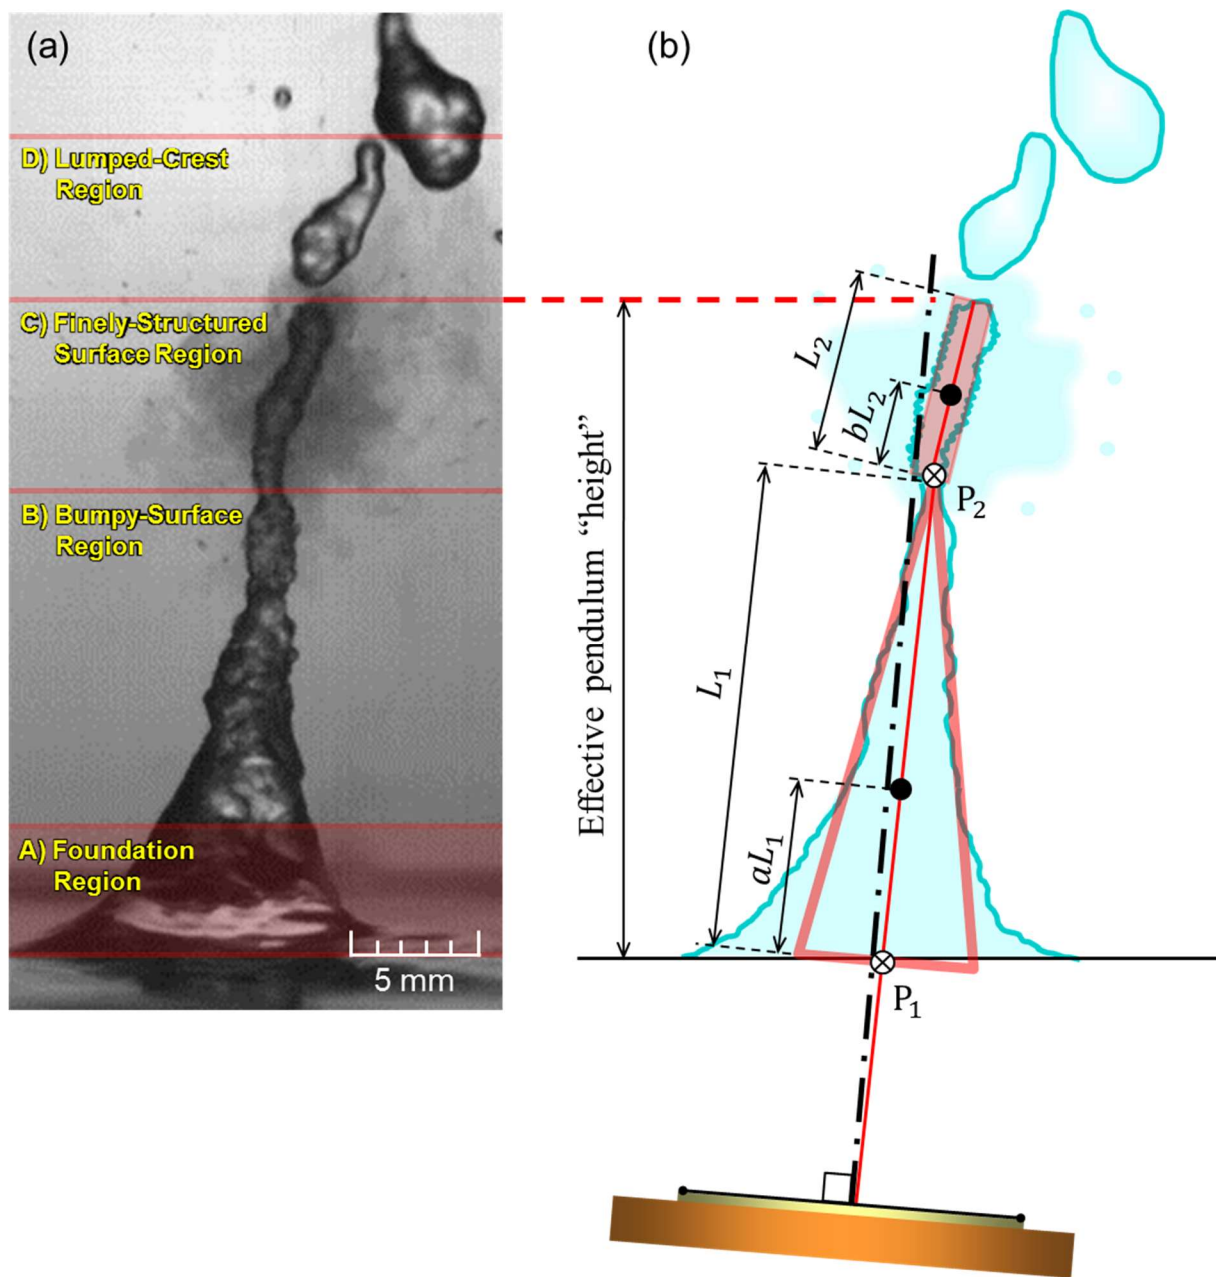 (a)
D) Lumped-Crest
Region
C) Finely-Structured
Surface Region
B) Bumpy-Surface
Region
A) Foundation
Region
5 mm
(b)
Effective pendulum “height”
L₂
bL₂
P₂
L₁
aL₁
P₁